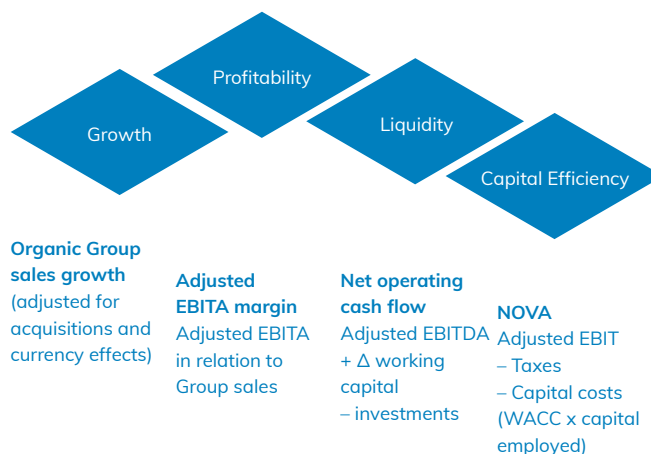 Profitability
Growth
Liquidity
Capital Efficiency
Organic Group
sales growth
(adjusted for
acquisitions and
currency effects)
Adjusted
EBITA margin
Adjusted EBITA
in relation to
Group sales
Net operating
cash flow
Adjusted EBITDA
+ Δ working
capital
– investments
NOVA
Adjusted EBIT
– Taxes
– Capital costs
(WACC x capital
employed)